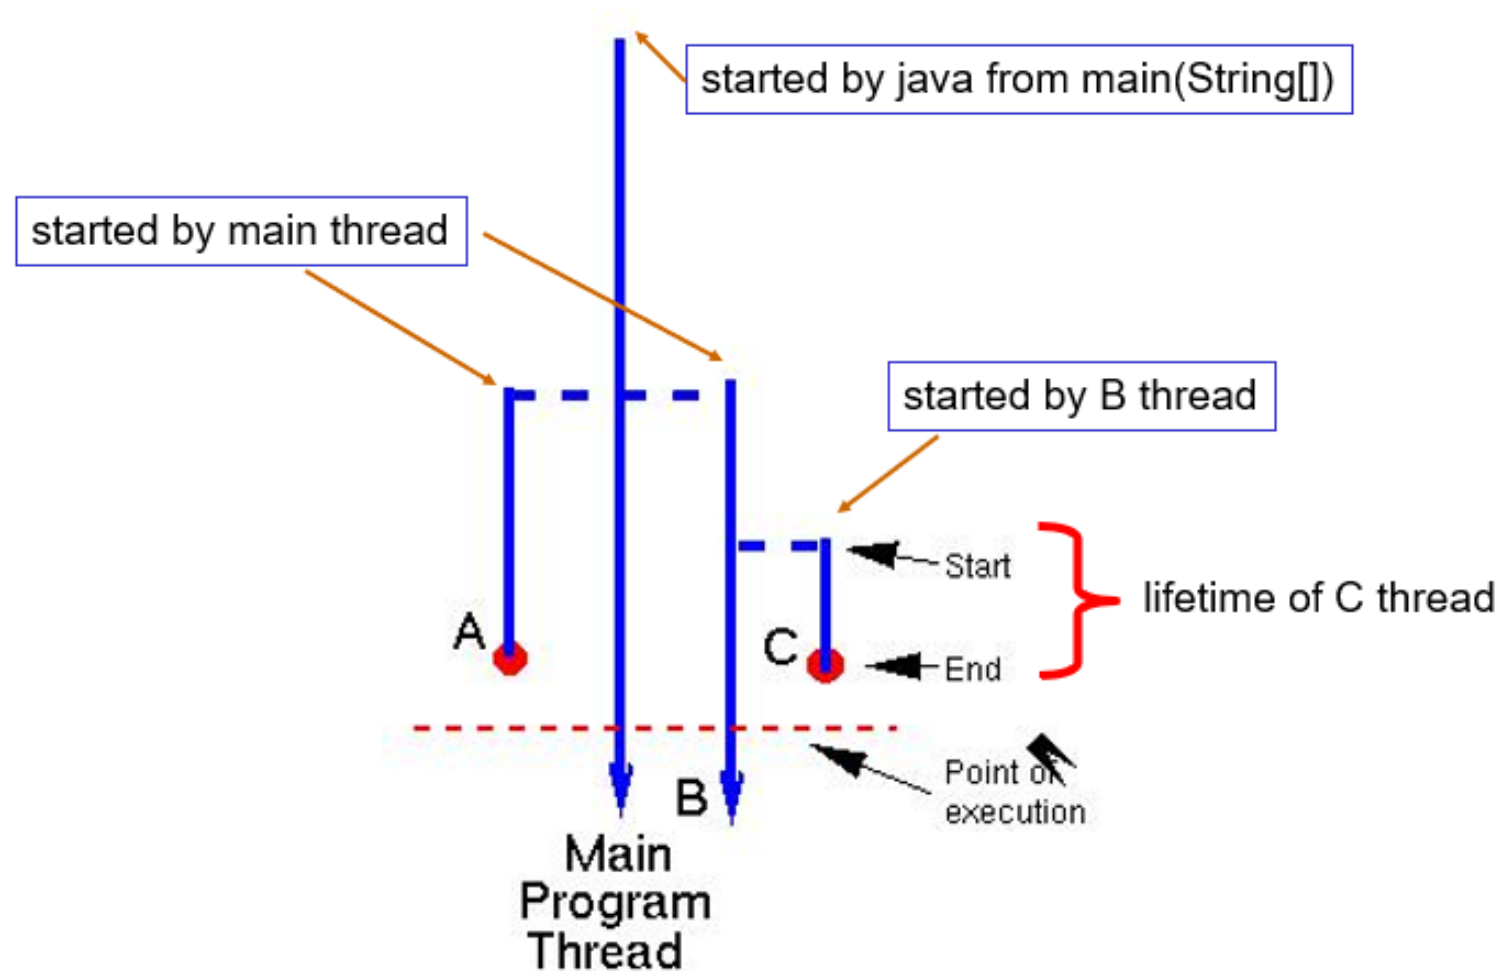 started by java from main(String[])
started by main thread
started by B thread
Start
lifetime of C thread
A
C
End
Point of
execution
B
Main
Program
Thread